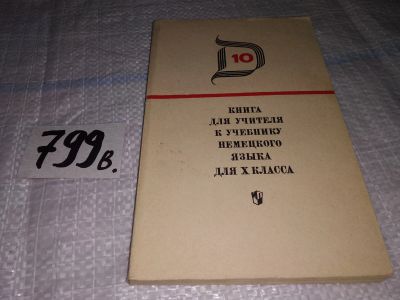 D
10
КНИГА
ДЛЯ УЧИТЕЛЯ
К УЧЕБНИКУ
НЕМЕЦКОГО
ЯЗЫКА
ДЛЯ X КЛАССА
799в.